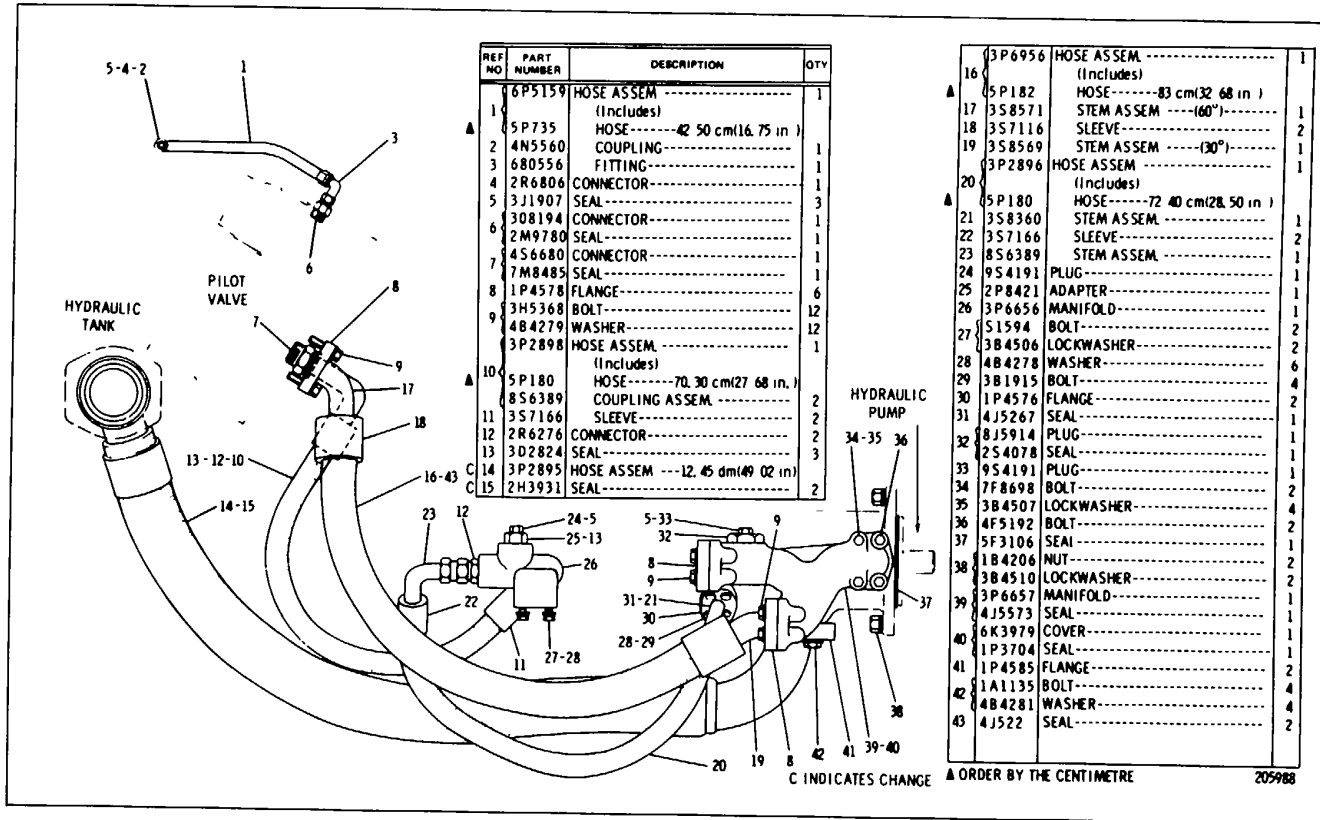 5-4-2
1
3
6
PILOT
VALVE
8
HYDRAULIC
TANK
7
9
17
18
13-12-10
16-43
14-15
23
12
24-5
25-13
26
22
11
27-28
5-33
32
9
8
9
31-21
30
28-29
HYDRAULIC
PUMP
34-35
36
37
38
39-40
41
42
8
19
20
REF NO PART NUMBER DESCRIPTION QTY
6P5159 HOSE ASSEM 1
1 (Includes)
▲ 5P735 HOSE 42 50 cm(16.75 in )
2 4N5560 COUPLING 1
3 680556 FITTING 1
4 2R6806 CONNECTOR 1
5 3J1907 SEAL 3
6 308194 CONNECTOR 1
2M9780 SEAL 1
7 4S6680 CONNECTOR 1
7M8485 SEAL 1
8 1P4578 FLANGE 6
9 3H5368 BOLT 12
4B4279 WASHER 12
3P2898 HOSE ASSEM. 1
(Includes)
▲ 10 5P180 HOSE 70.30 cm(27 68 in.)
8S6389 COUPLING ASSEM. 2
11 3S7166 SLEEVE 2
12 2R6276 CONNECTOR 2
13 3D2824 SEAL 3
C 14 3P2895 HOSE ASSEM ---12.45 dm(49 02 in)
C 15 2H3931 SEAL 2
3P6956 HOSE ASSEM. 1
16 (Includes)
▲ 5P182 HOSE 83 cm(32 68 in )
17 3S8571 STEM ASSEM ----(60°) 1
18 3S7116 SLEEVE 2
19 3S8569 STEM ASSEM -----(30°) 1
3P2896 HOSE ASSEM 1
20 (Includes)
▲ 5P180 HOSE 72 40 cm(28.50 in )
21 3S8360 STEM ASSEM. 1
22 3S7166 SLEEVE 2
23 8S6389 STEM ASSEM. 1
24 9S4191 PLUG 1
25 2P8421 ADAPTER 1
26 3P6656 MANIFOLD 1
27 S1594 BOLT 2
3B4506 LOCKWASHER 2
28 4B4278 WASHER 6
29 3B1915 BOLT 4
30 1P4576 FLANGE 2
31 4J5267 SEAL 1
32 8J5914 PLUG 1
2S4078 SEAL 1
33 9S4191 PLUG 1
34 7F8698 BOLT 2
35 3B4507 LOCKWASHER 4
36 4F5192 BOLT 2
37 5F3106 SEAL 1
38 1B4206 NUT 2
3B4510 LOCKWASHER 2
39 3P6657 MANIFOLD 1
4J5573 SEAL 1
40 6K3979 COVER 1
1P3704 SEAL 1
41 1P4585 FLANGE 2
42 1A1135 BOLT 4
4B4281 WASHER 4
43 4J522 SEAL 2
C INDICATES CHANGE ▲ ORDER BY THE CENTIMETRE 205988